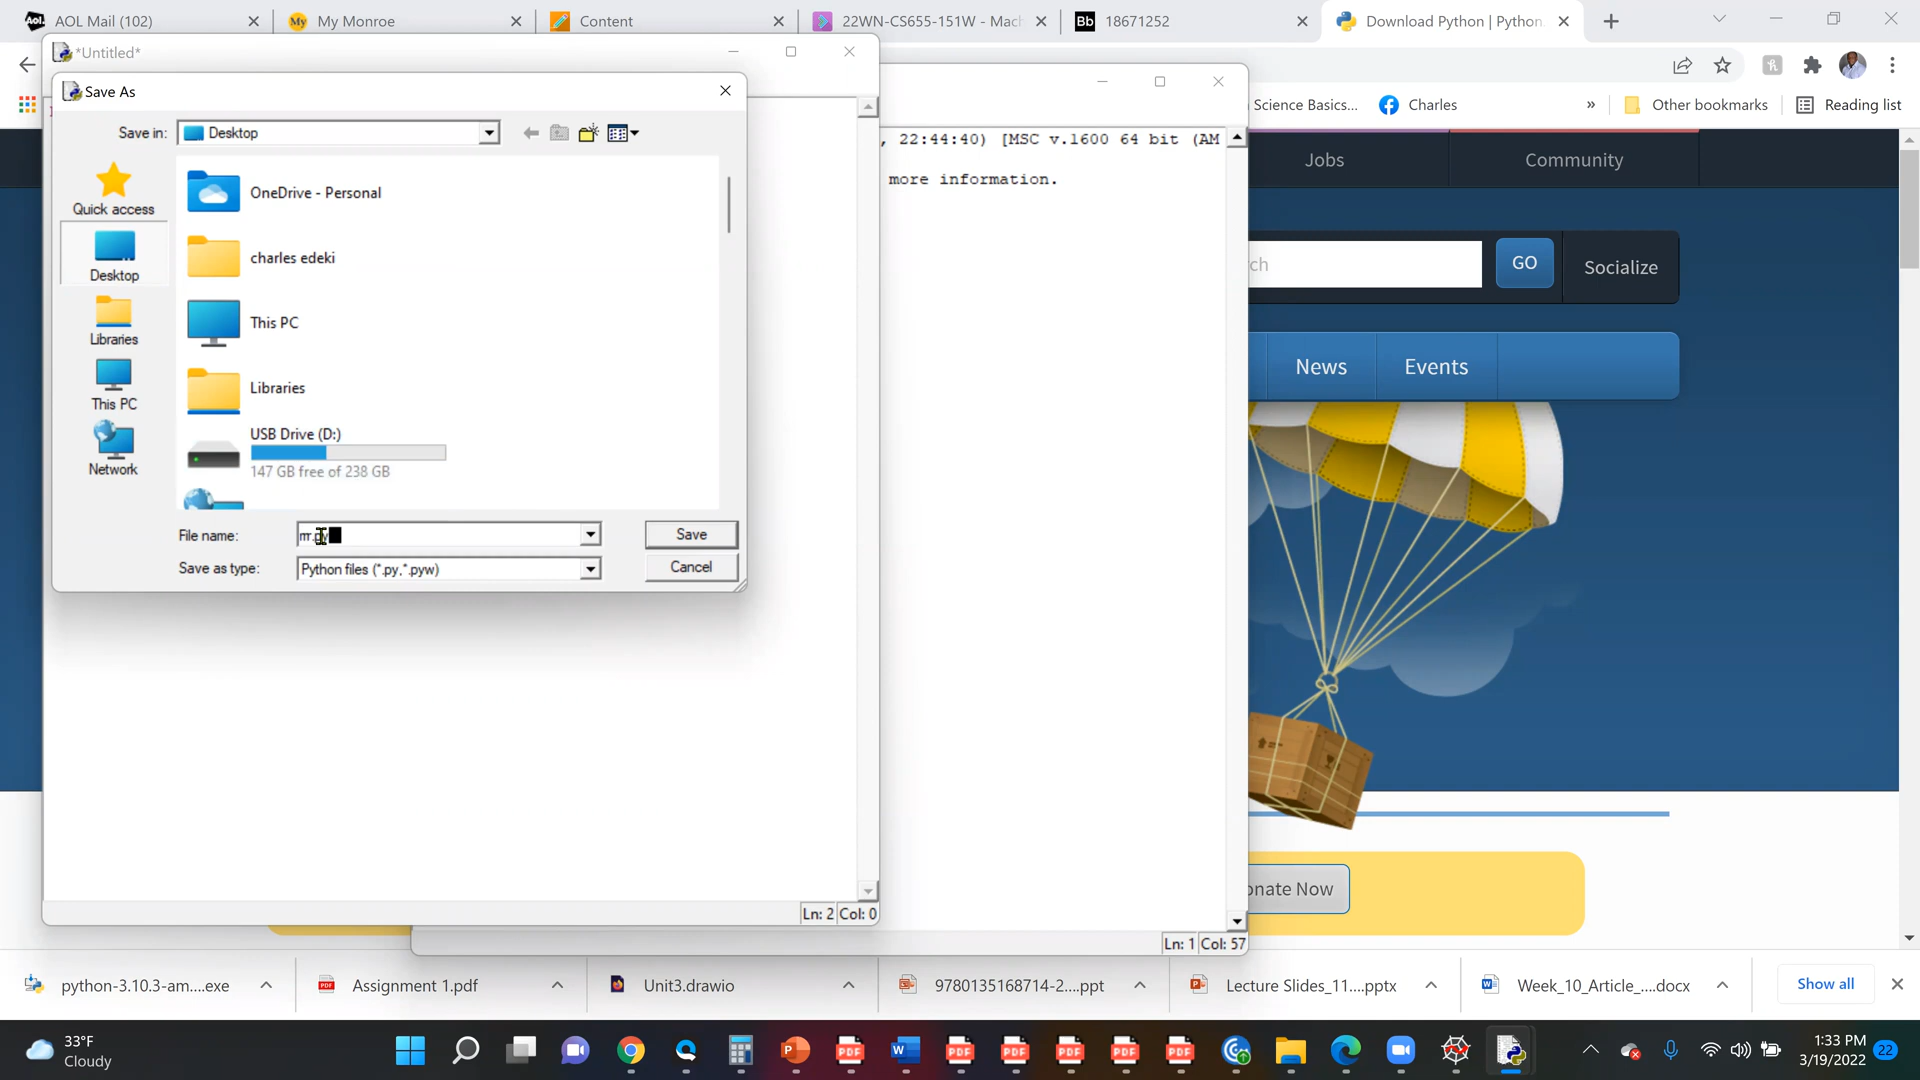 AOL Mail (102)
My Monroe
Content
22WN-CS655-151W - Mach
Bb 18671252
Download Python | Python.
*Untitled*
Save As
Save in: Desktop
Quick access
Desktop
Libraries
This PC
Network
OneDrive - Personal
charles edeki
This PC
Libraries
USB Drive (D:)
147 GB free of 238 GB
File name:
Save
Save as type: Python files (*.py,*.pyw)
Cancel
Ln: 2 Col: 0
, 22:44:40) [MSC v.1600 64 bit (AM
more information.
Ln: 1 Col: 57
Science Basics...
Charles
»
Other bookmarks
Reading list
Jobs
Community
ch
GO
Socialize
News
Events
onate Now
python-3.10.3-am....exe
Assignment 1.pdf
Unit3.drawio
9780135168714-2....ppt
Lecture Slides_11....pptx
Week_10_Article_....docx
Show all
33°F
Cloudy
1:33 PM
3/19/2022
22